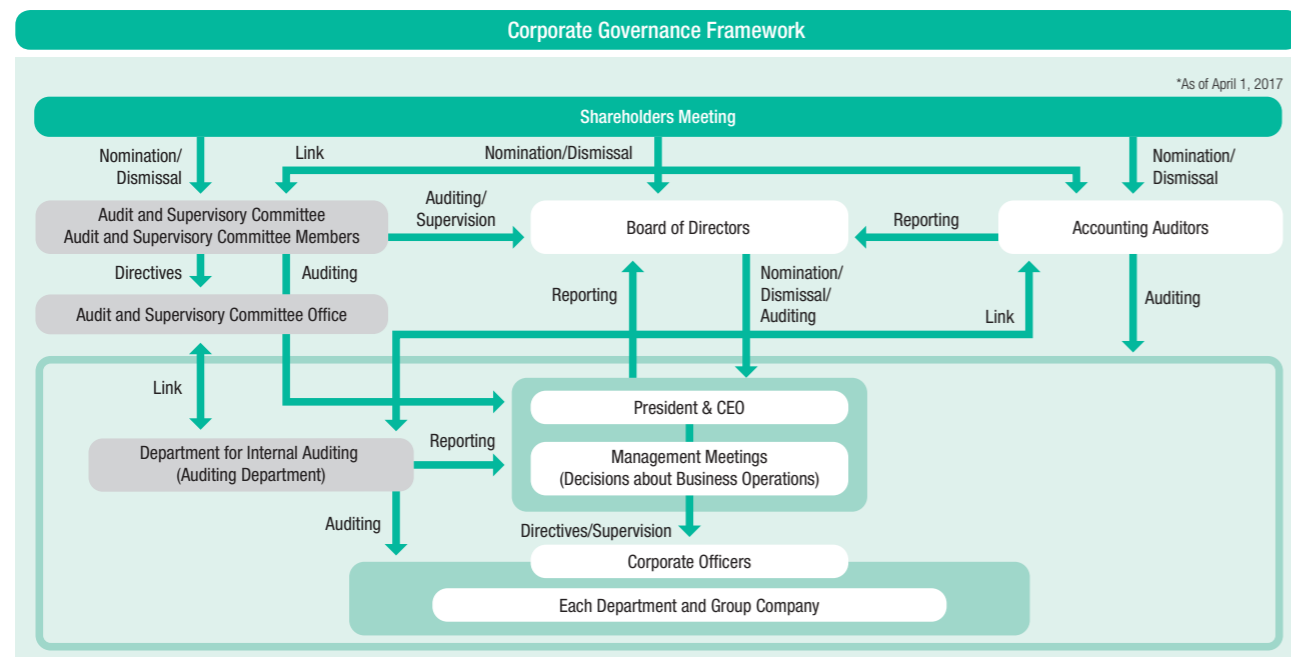 Corporate Governance Framework
*As of April 1, 2017
Shareholders Meeting
Nomination/
Dismissal
Link
Nomination/Dismissal
Nomination/
Dismissal
Audit and Supervisory Committee
Audit and Supervisory Committee Members
Auditing/
Supervision
Board of Directors
Reporting
Accounting Auditors
Directives
Auditing
Reporting
Nomination/
Dismissal/
Auditing
Link
Auditing
Audit and Supervisory Committee Office
Link
President & CEO
Department for Internal Auditing
(Auditing Department)
Reporting
Management Meetings
(Decisions about Business Operations)
Auditing
Directives/Supervision
Corporate Officers
Each Department and Group Company